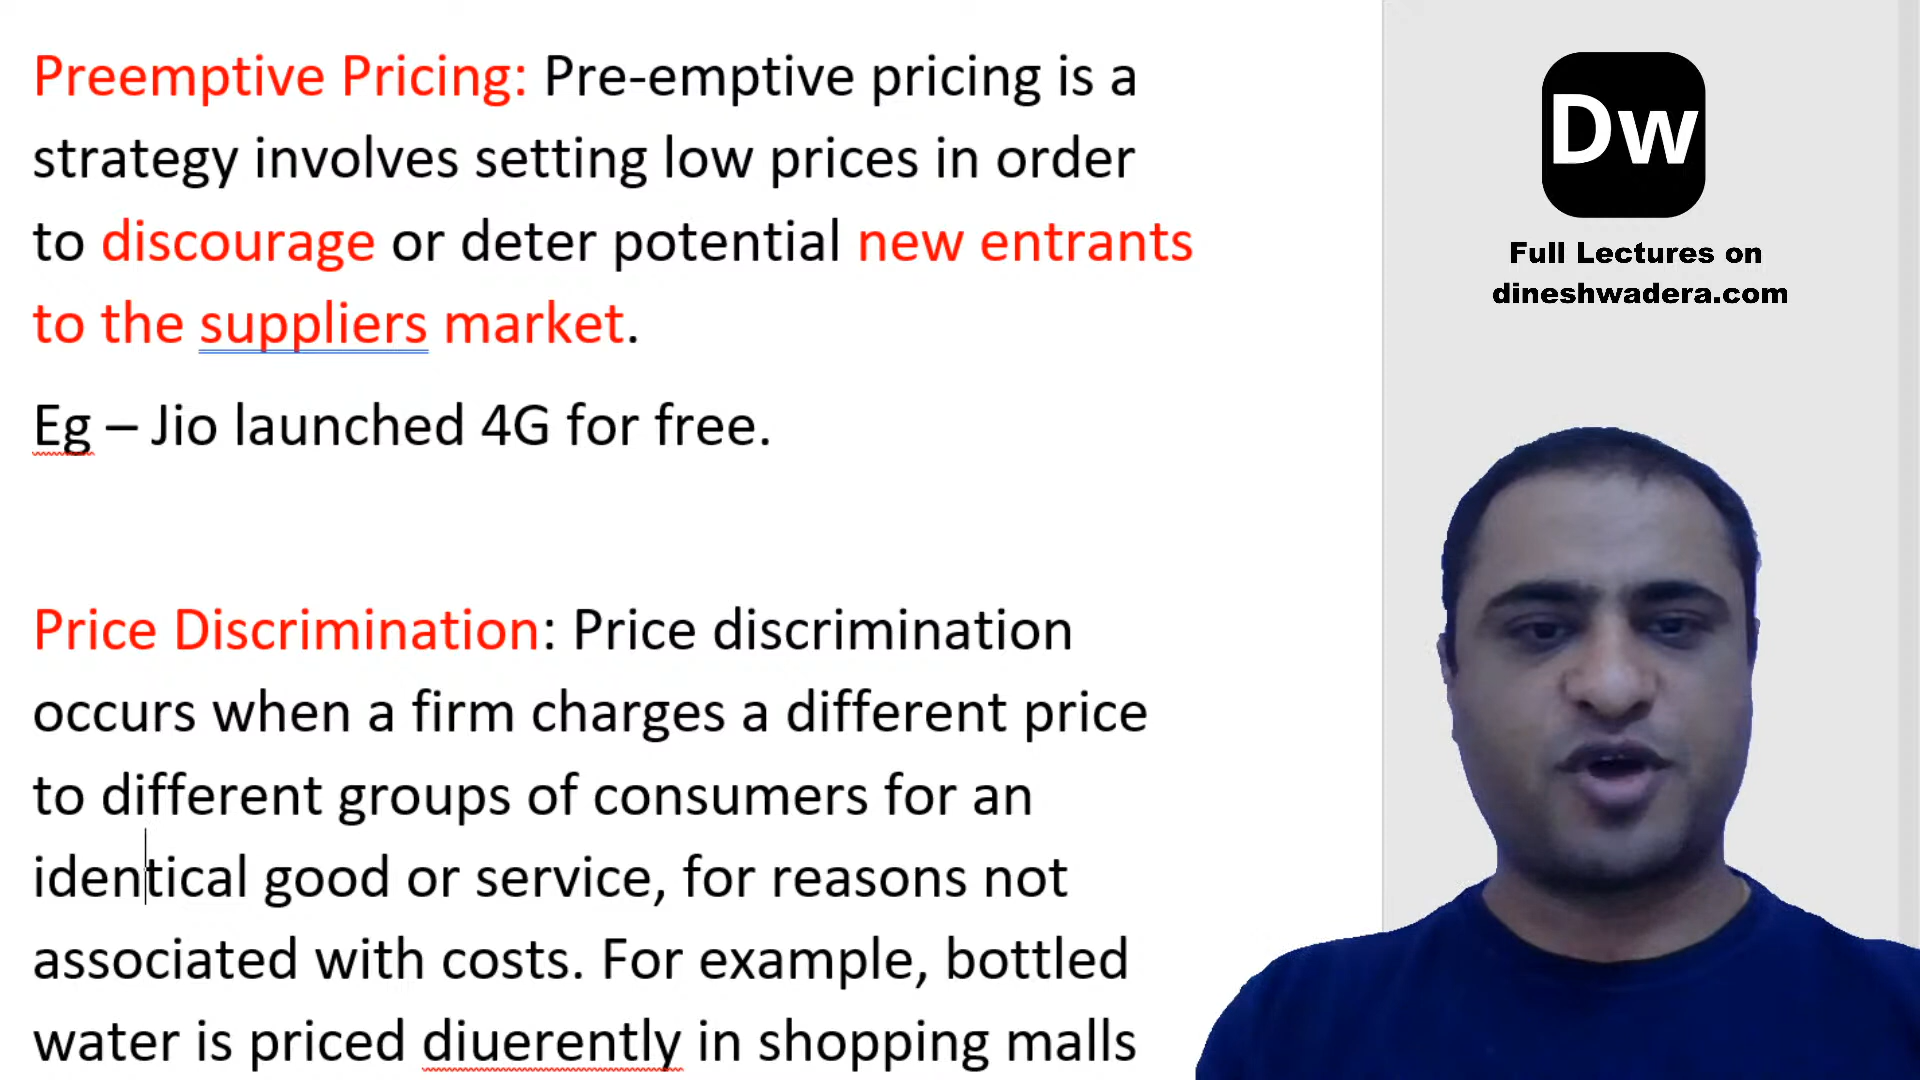 Preemptive Pricing: Pre-emptive pricing is a
strategy involves setting low prices in order
to discourage or deter potential new entrants
to the suppliers market.
Eg – Jio launched 4G for free.
Price Discrimination: Price discrimination
occurs when a firm charges a different price
to different groups of consumers for an
identical good or service, for reasons not
associated with costs. For example, bottled
water is priced diuerently in shopping malls
Dw
Full Lectures on
dineshwadera.com